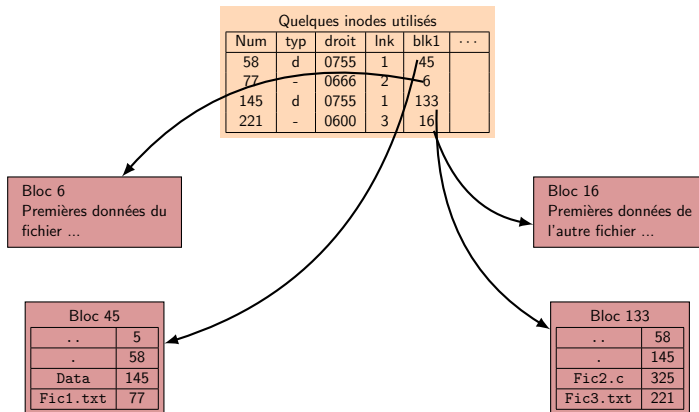 Quelques inodes utilisés
Num typ droit lnk blk1 ···
58 d 0755 1 45
77 - 0666 2 6
145 d 0755 1 133
221 - 0600 3 16
Bloc 6
Premières données du
fichier ...
Bloc 16
Premières données de
l'autre fichier ...
Bloc 45
.. 5
. 58
Data 145
Fic1.txt 77
Bloc 133
.. 58
. 145
Fic2.c 325
Fic3.txt 221